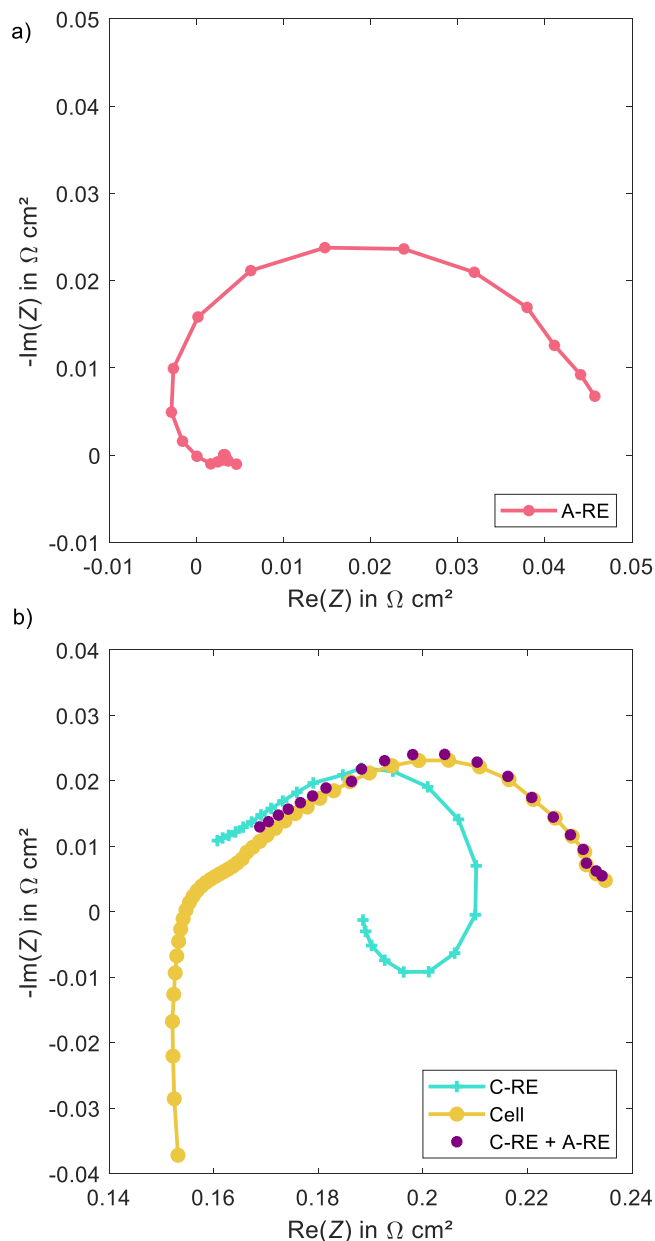 a)
0.05
0.04
0.03
0.02
0.01
0
-0.01
-Im(Z) in Ω cm²
-0.01 0 0.01 0.02 0.03 0.04 0.05
Re(Z) in Ω cm²
A-RE
b)
0.04
0.03
0.02
0.01
0
-0.01
-0.02
-0.03
-0.04
-Im(Z) in Ω cm²
0.14 0.16 0.18 0.2 0.22 0.24
Re(Z) in Ω cm²
C-RE
Cell
C-RE + A-RE